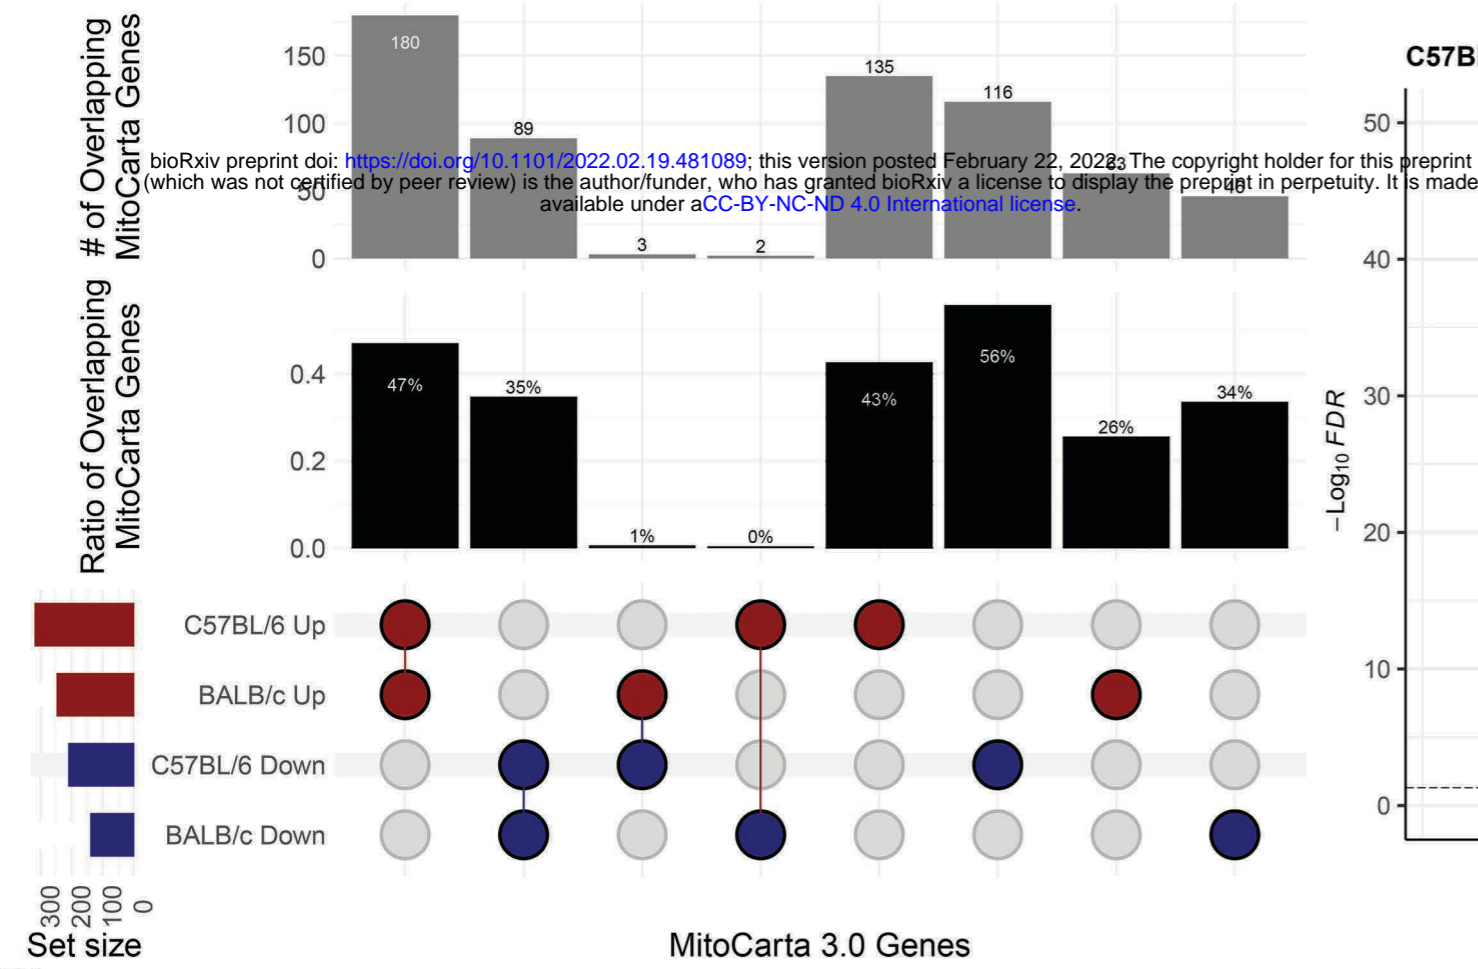 # of Overlapping
MitoCarta Genes
150
100
50
0
180
89
3
2
135
116
63
46
bioRxiv preprint doi: https://doi.org/10.1101/2022.02.19.481089; this version posted February 22, 2022. The copyright holder for this preprint
(which was not certified by peer review) is the author/funder, who has granted bioRxiv a license to display the preprint in perpetuity. It is made
available under aCC-BY-NC-ND 4.0 International license.
Ratio of Overlapping
MitoCarta Genes
0.4
0.2
0.0
47%
35%
1%
0%
43%
56%
26%
34%
C57BL/6 Up
BALB/c Up
C57BL/6 Down
BALB/c Down
300
200
100
0
Set size
MitoCarta 3.0 Genes
C57B
−Log10 FDR
50
40
30
20
10
0